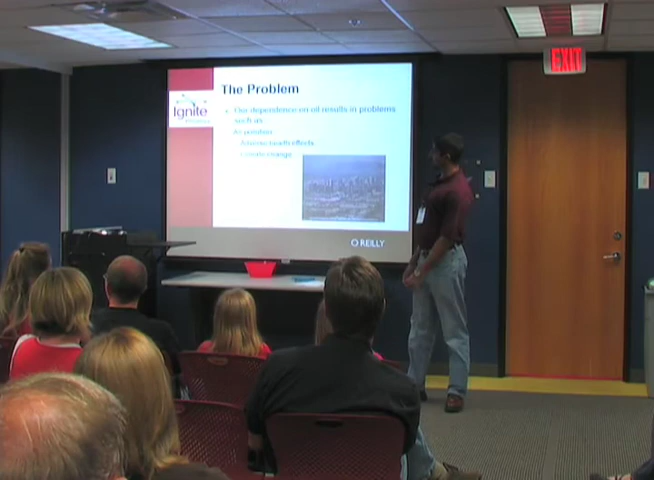 The Problem
Ignite
Our dependence on oil results in problems
such as
Air pollution
Adverse health effects
Climate change
O'REILLY
EXIT